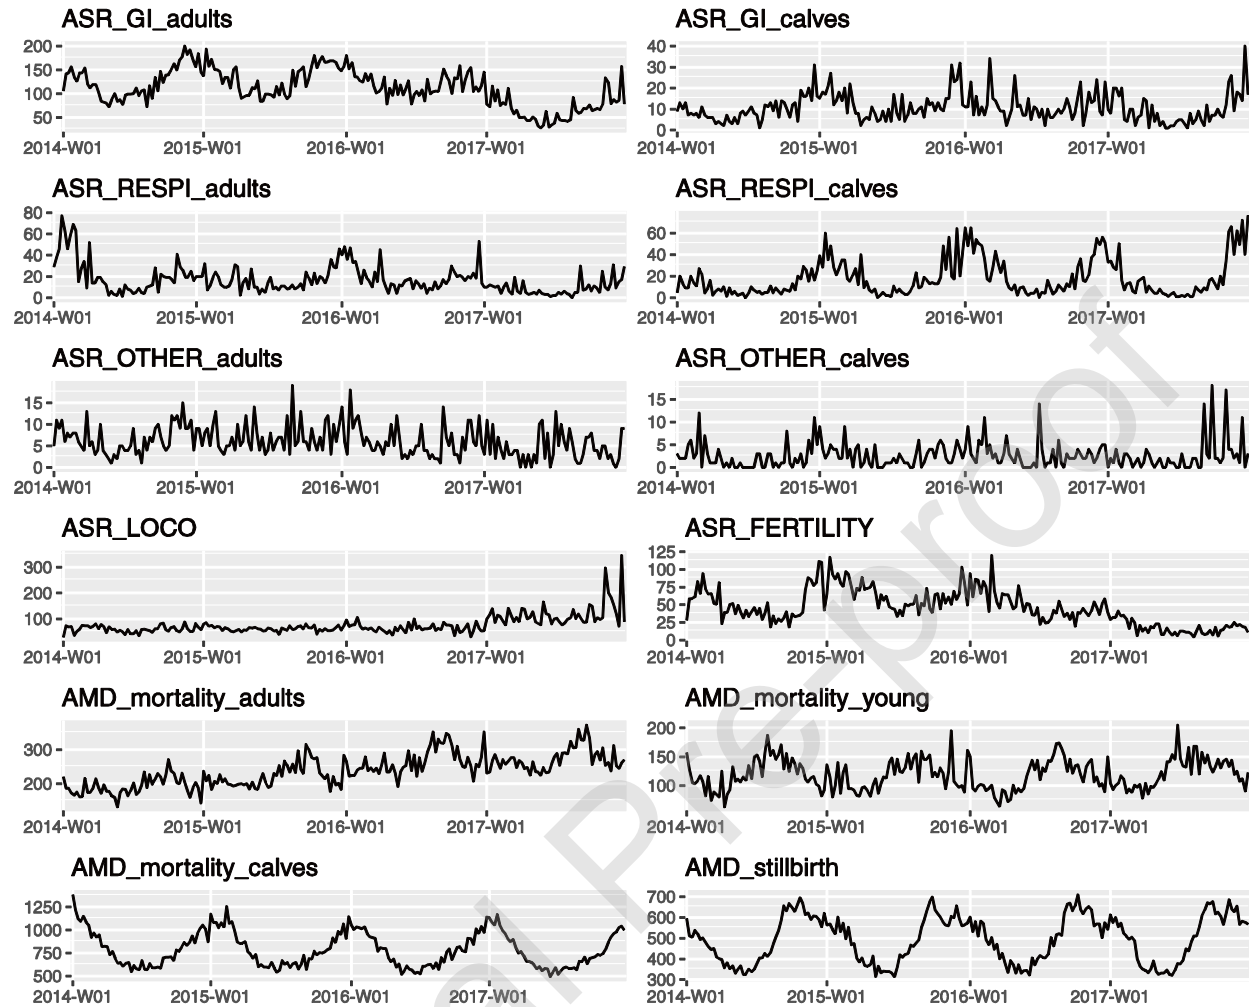 ASR_GI_adults
200
150
100
50
2014-W01 2015-W01 2016-W01 2017-W01
ASR_GI_calves
40
30
20
10
0
2014-W01 2015-W01 2016-W01 2017-W01
ASR_RESPI_adults
80
60
40
20
0
2014-W01 2015-W01 2016-W01 2017-W01
ASR_RESPI_calves
60
40
20
0
2014-W01 2015-W01 2016-W01 2017-W01
ASR_OTHER_adults
15
10
5
0
2014-W01 2015-W01 2016-W01 2017-W01
ASR_OTHER_calves
15
10
5
0
2014-W01 2015-W01 2016-W01 2017-W01
ASR_LOCO
300
200
100
2014-W01 2015-W01 2016-W01 2017-W01
ASR_FERTILITY
125
100
75
50
25
0
2014-W01 2015-W01 2016-W01 2017-W01
AMD_mortality_adults
300
200
2014-W01 2015-W01 2016-W01 2017-W01
AMD_mortality_young
200
150
100
2014-W01 2015-W01 2016-W01 2017-W01
AMD_mortality_calves
1250
1000
750
500
2014-W01 2015-W01 2016-W01 2017-W01
AMD_stillbirth
700
600
500
400
300
2014-W01 2015-W01 2016-W01 2017-W01
al Pre-proof